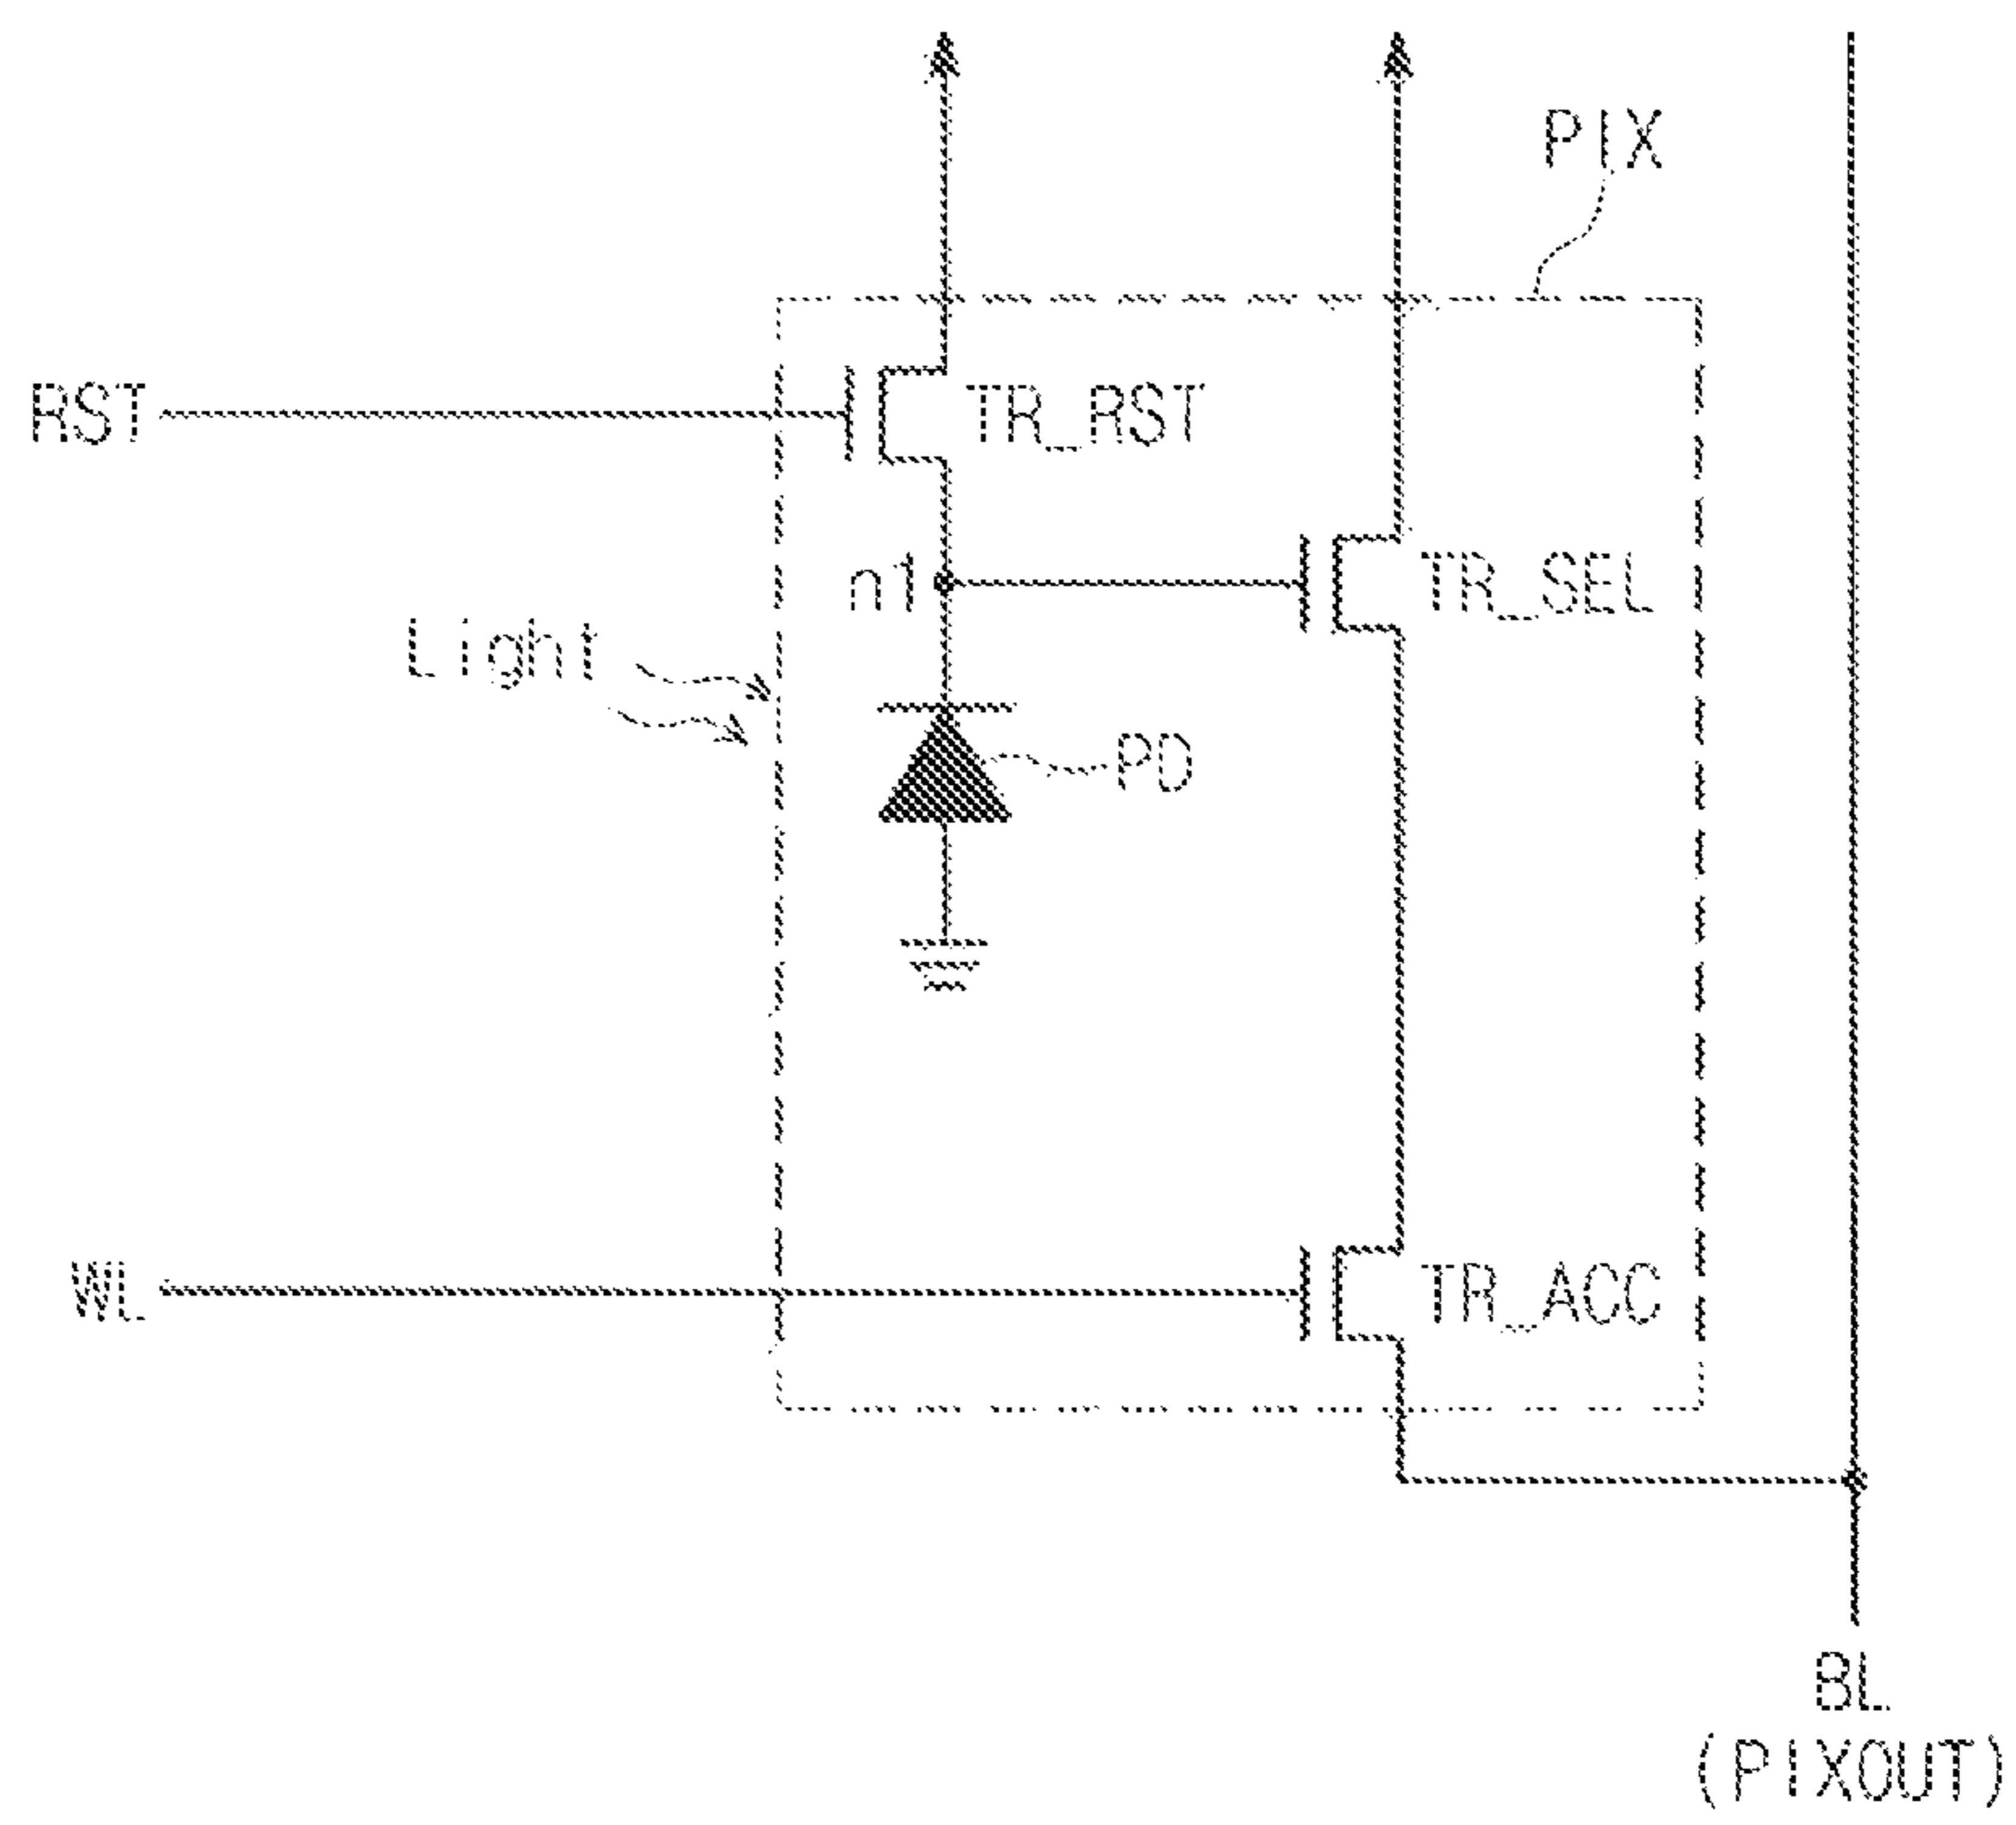 PIX
RST
TR_RST
n1
TR_SEL
Light
PD
WL
TR_ACC
BL
(PIXOUT)